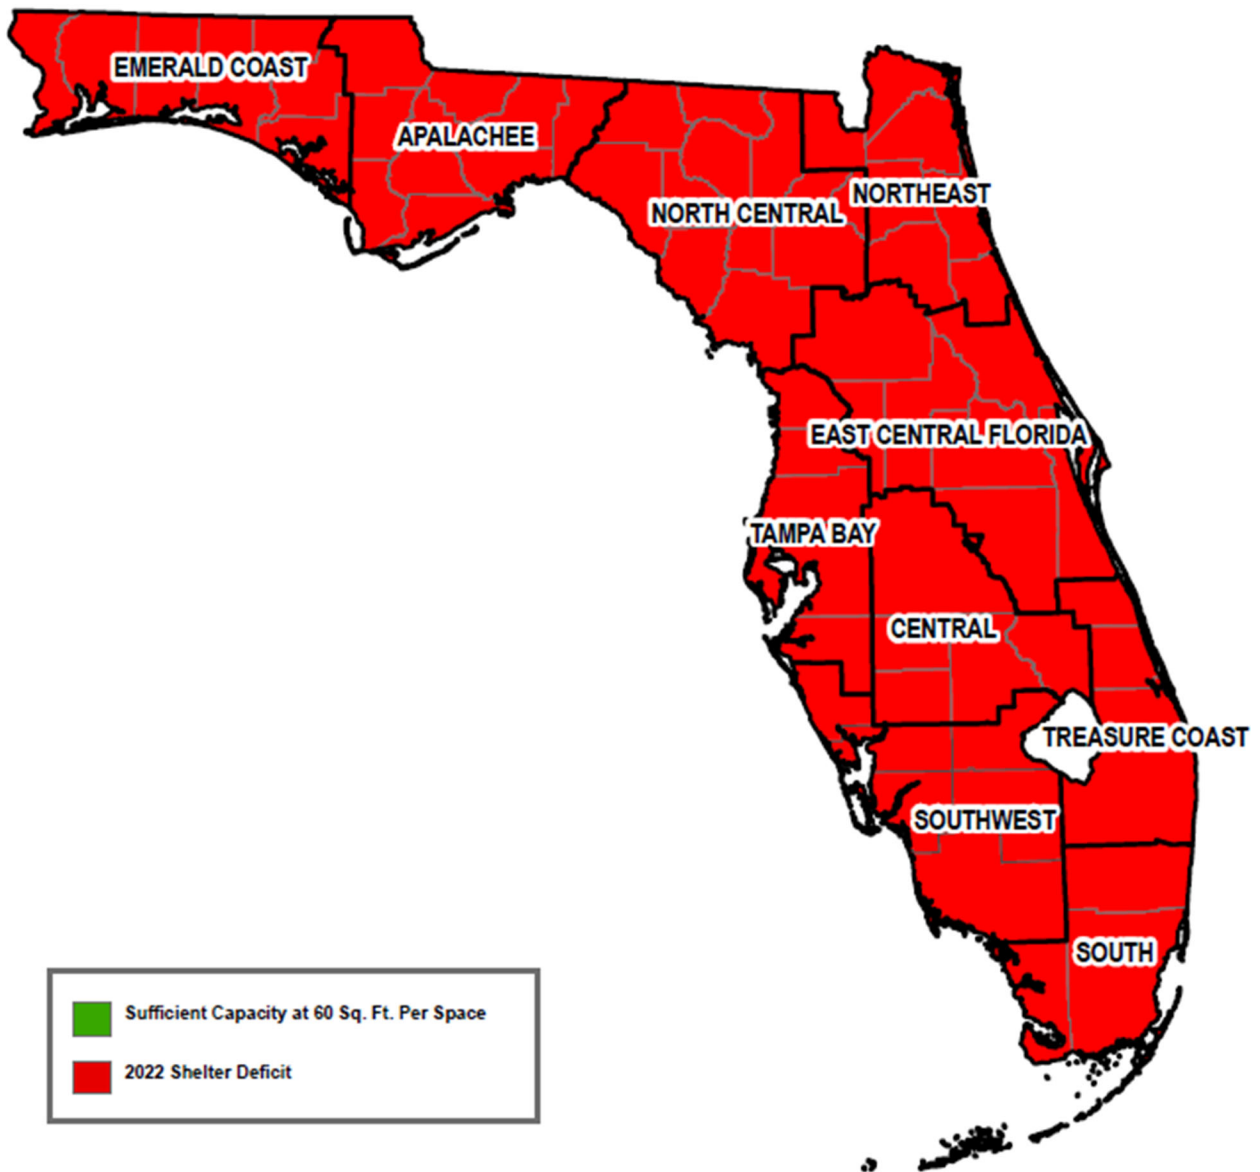 EMERALD COAST
APALACHEE
NORTH CENTRAL
NORTHEAST
EAST CENTRAL FLORIDA
TAMPA BAY
CENTRAL
TREASURE COAST
SOUTHWEST
SOUTH
Sufficient Capacity at 60 Sq. Ft. Per Space
2022 Shelter Deficit